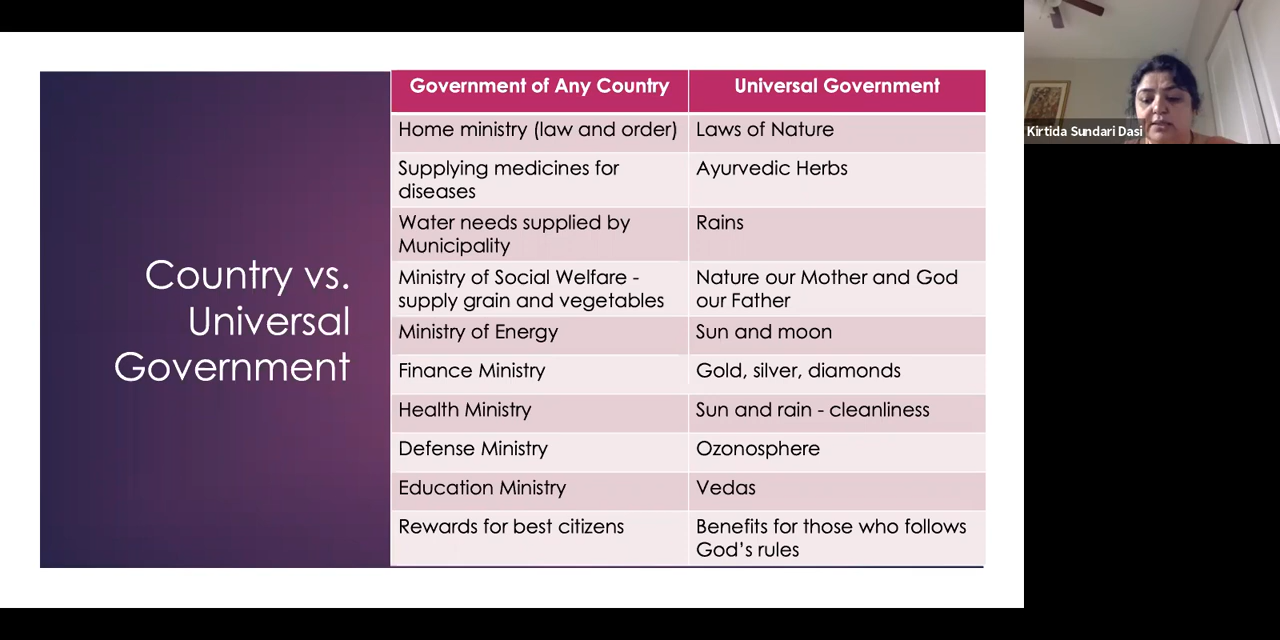 Country vs.
Universal
Government
Government of Any Country
Universal Government
Home ministry (law and order)
Laws of Nature
Supplying medicines for
diseases
Ayurvedic Herbs
Water needs supplied by
Municipality
Rains
Ministry of Social Welfare -
supply grain and vegetables
Nature our Mother and God
our Father
Ministry of Energy
Sun and moon
Finance Ministry
Gold, silver, diamonds
Health Ministry
Sun and rain - cleanliness
Defense Ministry
Ozonosphere
Education Ministry
Vedas
Rewards for best citizens
Benefits for those who follows
God's rules
Kirtida Sundari Dasi